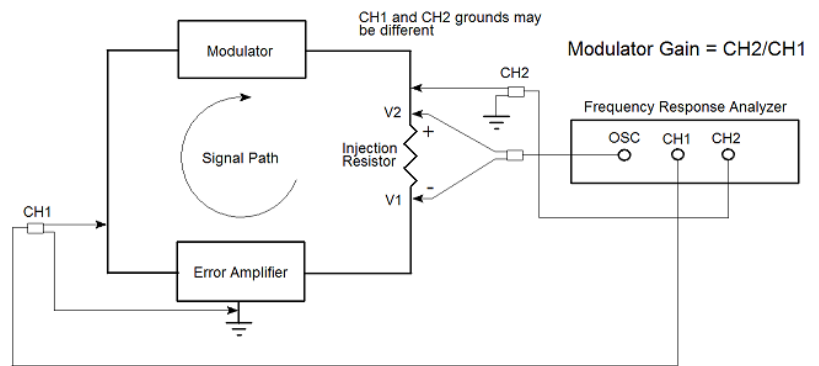 CH1 and CH2 grounds may
be different
Modulator
Modulator Gain = CH2/CH1
CH2
Frequency Response Analyzer
V2
+
OSC
CH1
CH2
Injection
Resistor
Signal Path
-
V1
CH1
Error Amplifier